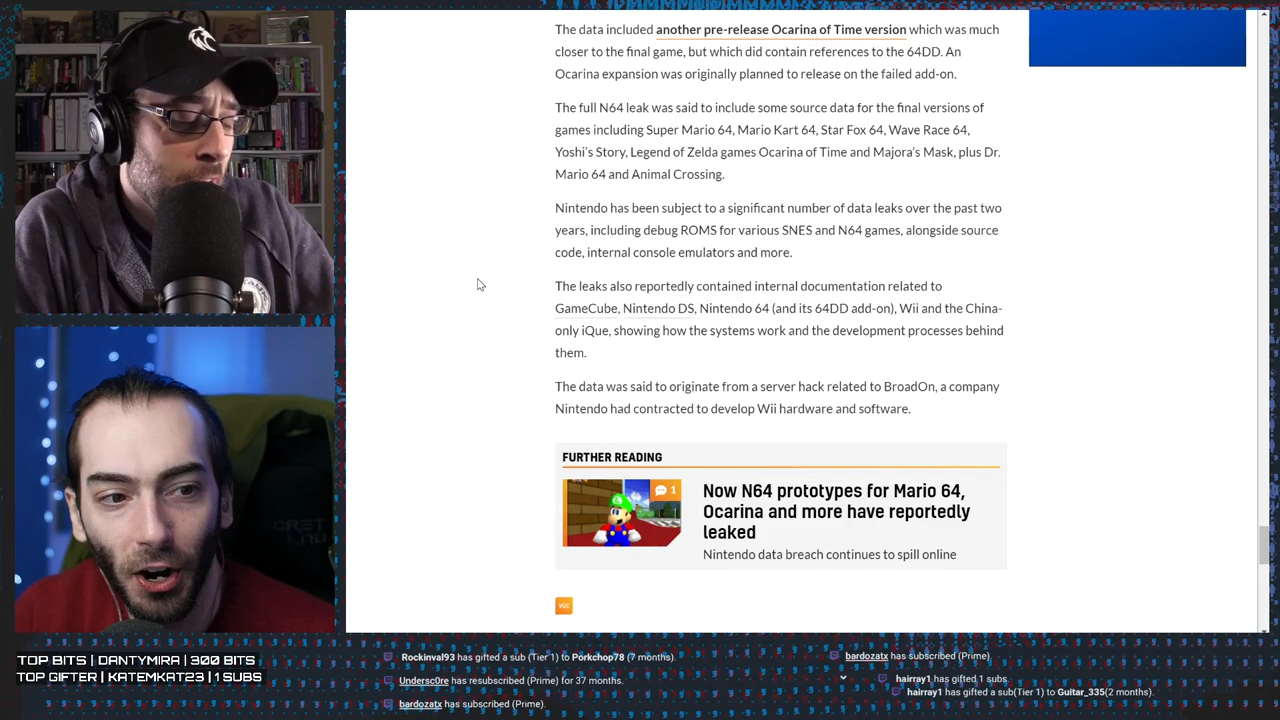 The data included another pre-release Ocarina of Time version which was much
closer to the final game, but which did contain references to the 64DD. An
Ocarina expansion was originally planned to release on the failed add-on.
The full N64 leak was said to include some source data for the final versions of
games including Super Mario 64, Mario Kart 64, Star Fox 64, Wave Race 64,
Yoshi's Story, Legend of Zelda games Ocarina of Time and Majora's Mask, plus Dr.
Mario 64 and Animal Crossing.
Nintendo has been subject to a significant number of data leaks over the past two
years, including debug ROMS for various SNES and N64 games, alongside source
code, internal console emulators and more.
The leaks also reportedly contained internal documentation related to
GameCube, Nintendo DS, Nintendo 64 (and its 64DD add-on), Wii and the China-
only iQue, showing how the systems work and the development processes behind
them.
The data was said to originate from a server hack related to BroadOn, a company
Nintendo had contracted to develop Wii hardware and software.
FURTHER READING
1
Now N64 prototypes for Mario 64,
Ocarina and more have reportedly
leaked
Nintendo data breach continues to spill online
VGC
TOP BITS | DANTYMIRA | 300 BITS
TOP GIFTER | KATEMKAT23 | 1 SUBS
Rockinval93 has gifted a sub (Tier 1) to Porkchop78 (7 months).
Undersc0re has resubscribed (Prime) for 37 months.
bardozatx has subscribed (Prime).
bardozatx has subscribed (Prime).
hairray1 has gifted 1 subs.
hairray1 has gifted a sub(Tier 1) to Guitar_335(2 months).